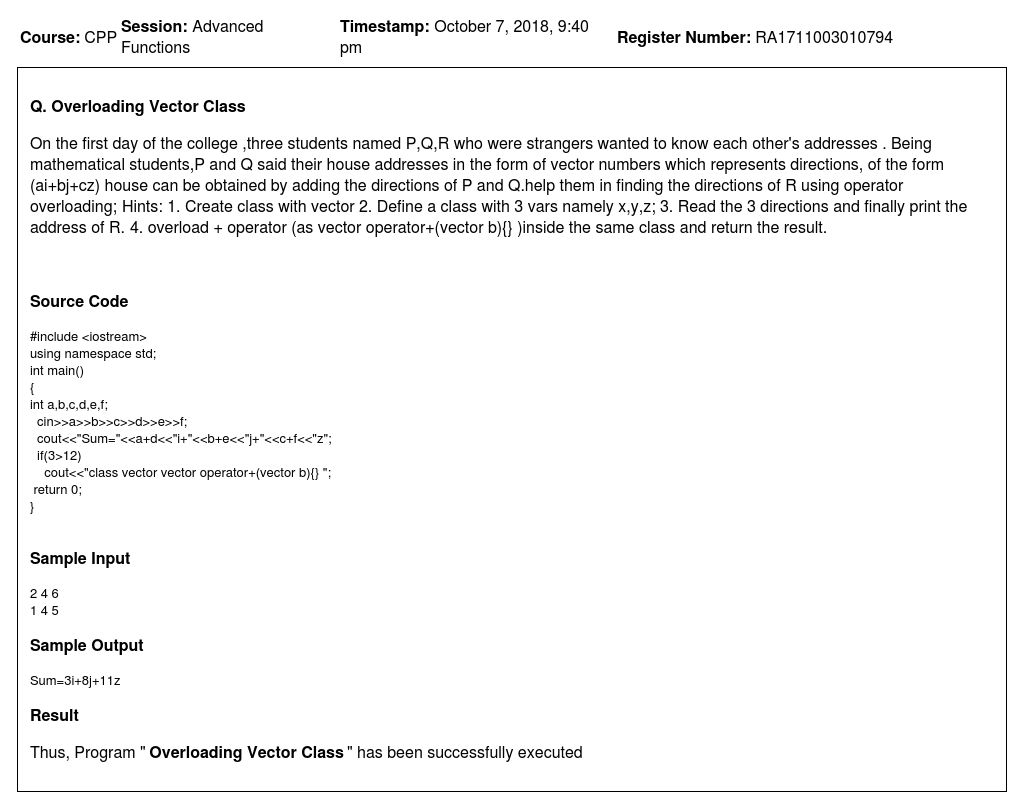 Course: CPP Session: Advanced Functions Timestamp: October 7, 2018, 9:40 pm Register Number: RA1711003010794
Q. Overloading Vector Class
On the first day of the college ,three students named P,Q,R who were strangers wanted to know each other's addresses . Being
mathematical students,P and Q said their house addresses in the form of vector numbers which represents directions, of the form
(ai+bj+cz) house can be obtained by adding the directions of P and Q.help them in finding the directions of R using operator
overloading; Hints: 1. Create class with vector 2. Define a class with 3 vars namely x,y,z; 3. Read the 3 directions and finally print the
address of R. 4. overload + operator (as vector operator+(vector b){} )inside the same class and return the result.
Source Code
#include <iostream>
using namespace std;
int main()
{
int a,b,c,d,e,f;
cin>>a>>b>>c>>d>>e>>f;
cout<<"Sum="<<a+d<<"i+"<<b+e<<"j+"<<c+f<<"z";
if(3>12)
cout<<"class vector vector operator+(vector b){} ";
return 0;
}
Sample Input
2 4 6
1 4 5
Sample Output
Sum=3i+8j+11z
Result
Thus, Program " Overloading Vector Class " has been successfully executed